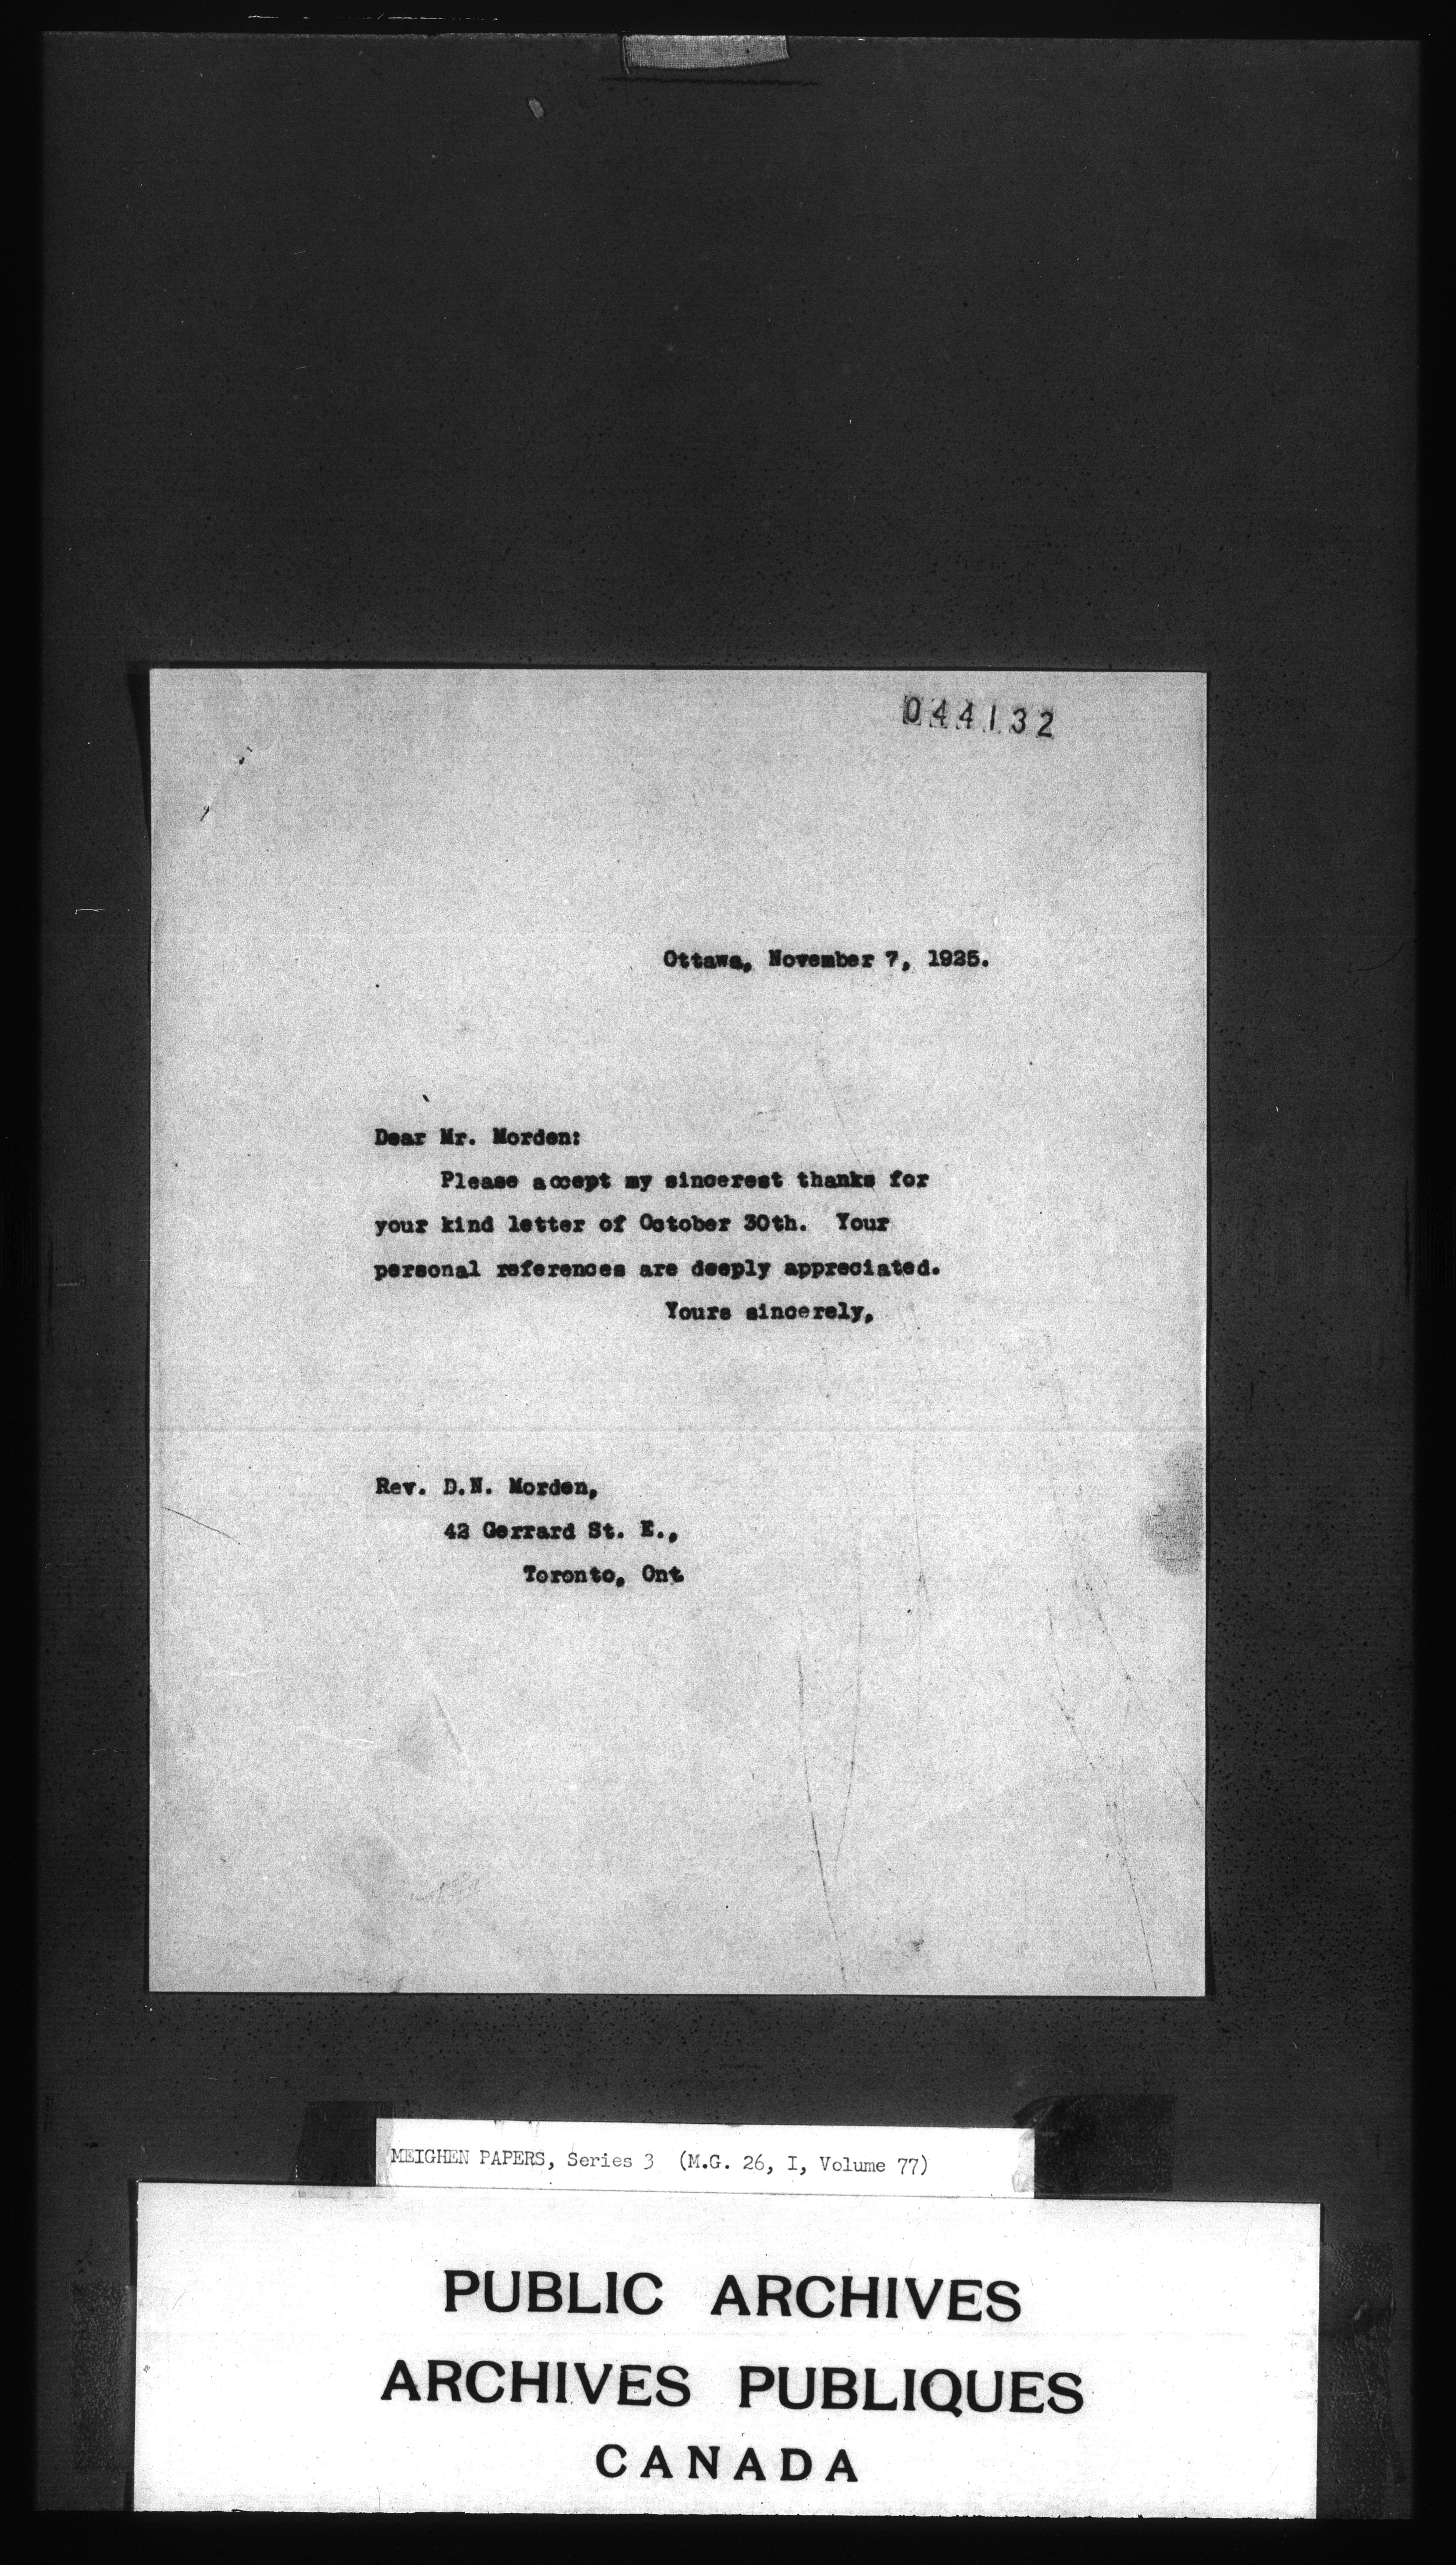 044132
Ottawa, November 7, 1925.
Dear Mr. Morden:
Please accept my sincerest thanks for
your kind letter of October 30th. Your
personal references are deeply appreciated.
Yours sincerely,
Rev. D.N. Morden,
42 Gerrard St. E.,
Toronto, Ont
MEIGHEN PAPERS, Series 3 (M.G. 26, I, Volume 77)
PUBLIC ARCHIVES
ARCHIVES PUBLIQUES
CANADA